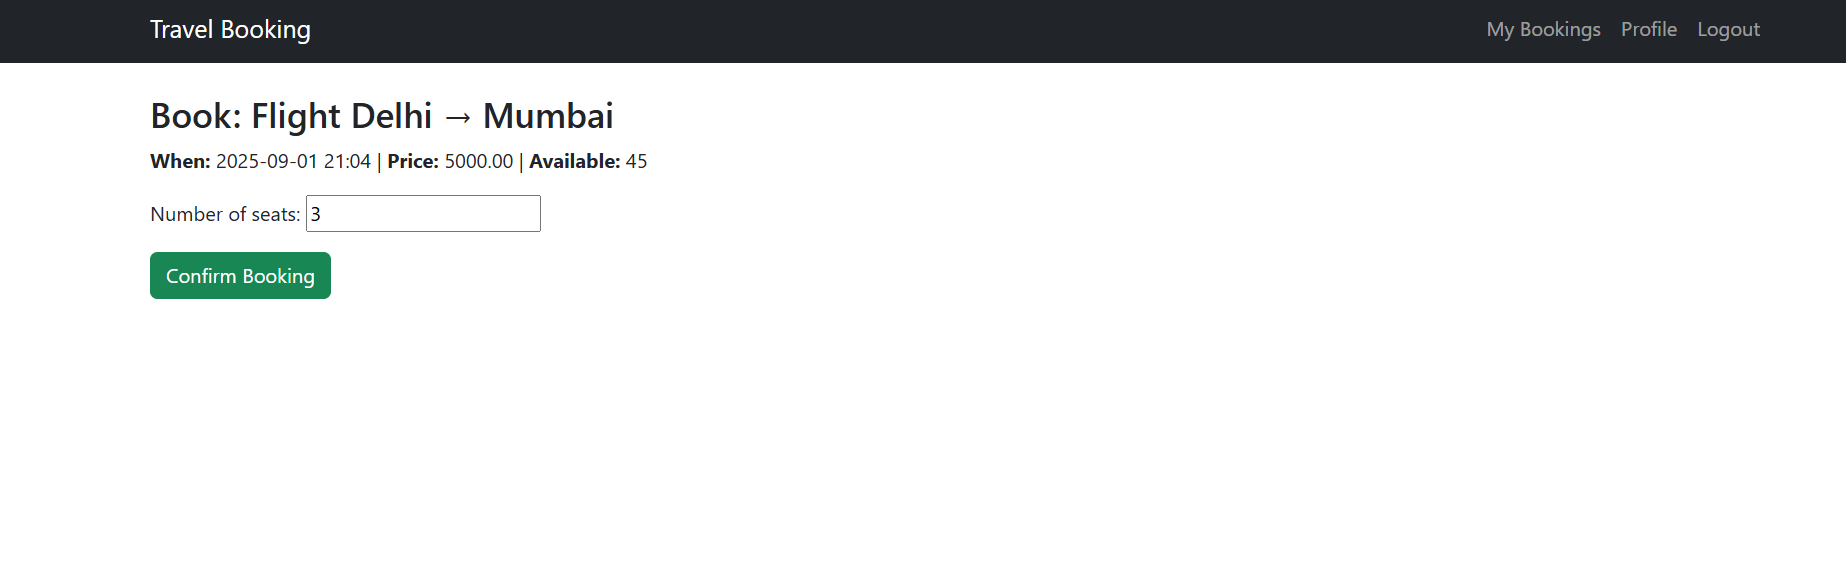 Travel Booking My Bookings Profile Logout
Book: Flight Delhi → Mumbai
When: 2025-09-01 21:04 | Price: 5000.00 | Available: 45
Number of seats: 3
Confirm Booking